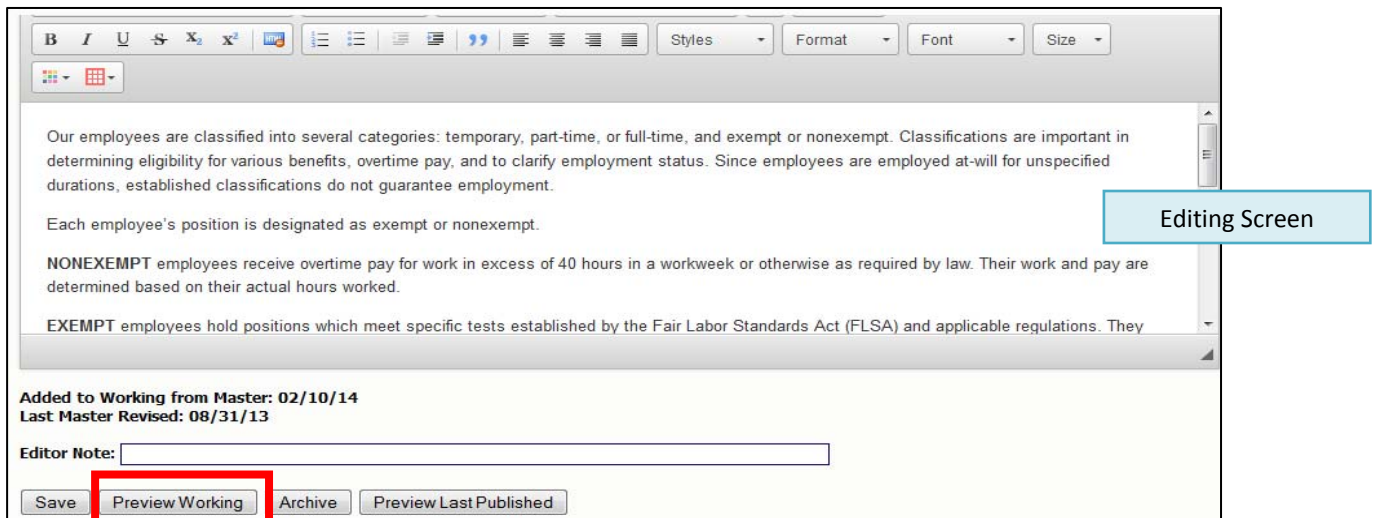 B I U S X₂ X² Styles Format Font Size
Our employees are classified into several categories: temporary, part-time, or full-time, and exempt or nonexempt. Classifications are important in
determining eligibility for various benefits, overtime pay, and to clarify employment status. Since employees are employed at-will for unspecified
durations, established classifications do not guarantee employment.
Editing Screen
Each employee's position is designated as exempt or nonexempt.
NONEXEMPT employees receive overtime pay for work in excess of 40 hours in a workweek or otherwise as required by law. Their work and pay are
determined based on their actual hours worked.
EXEMPT employees hold positions which meet specific tests established by the Fair Labor Standards Act (FLSA) and applicable regulations. They
Added to Working from Master: 02/10/14
Last Master Revised: 08/31/13
Editor Note:
Save Preview Working Archive Preview Last Published